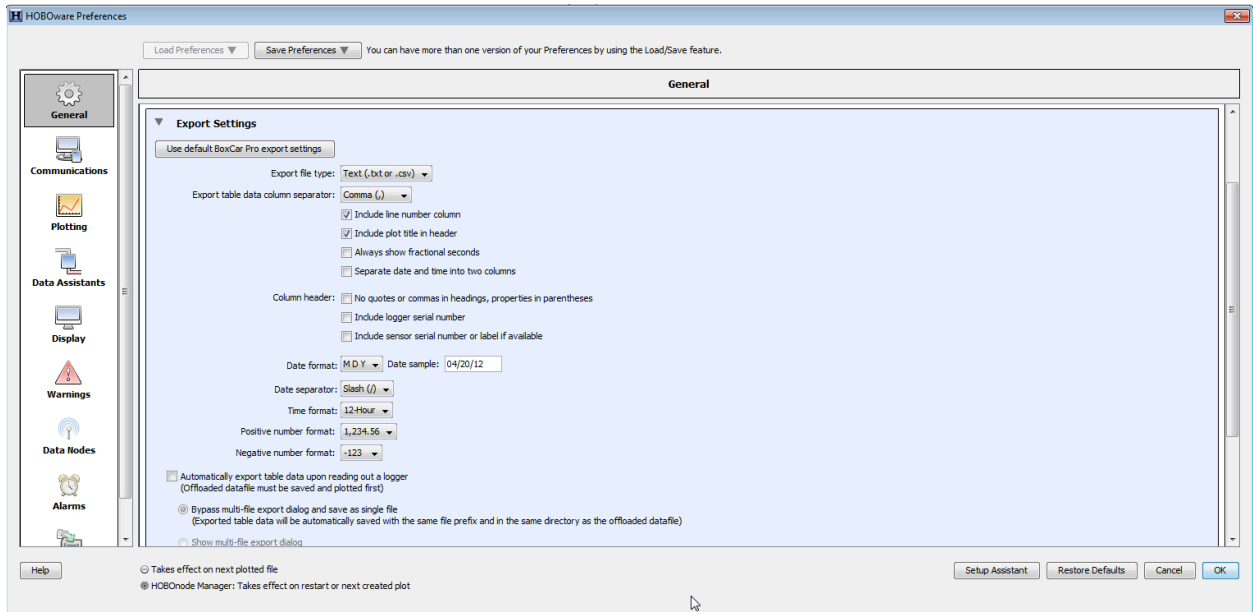 HOBOware Preferences
Load Preferences ▼ Save Preferences ▼ You can have more than one version of your Preferences by using the Load/Save feature.
General
General
Communications
Plotting
Data Assistants
Display
Warnings
Data Nodes
Alarms
Export Settings
Use default BoxCar Pro export settings
Export file type: Text (.txt or .csv)
Export table data column separator: Comma (,)
Include line number column
Include plot title in header
Always show fractional seconds
Separate date and time into two columns
Column header: No quotes or commas in headings, properties in parentheses
Include logger serial number
Include sensor serial number or label if available
Date format: M D Y Date sample: 04/20/12
Date separator: Slash (/)
Time format: 12-Hour
Positive number format: 1,234.56
Negative number format: -123
Automatically export table data upon reading out a logger
(Offloaded datafile must be saved and plotted first)
Bypass multi-file export dialog and save as single file
(Exported table data will be automatically saved with the same file prefix and in the same directory as the offloaded datafile)
Show multi-file export dialog
Help Takes effect on next plotted file Setup Assistant Restore Defaults Cancel OK
HOBOnode Manager: Takes effect on restart or next created plot